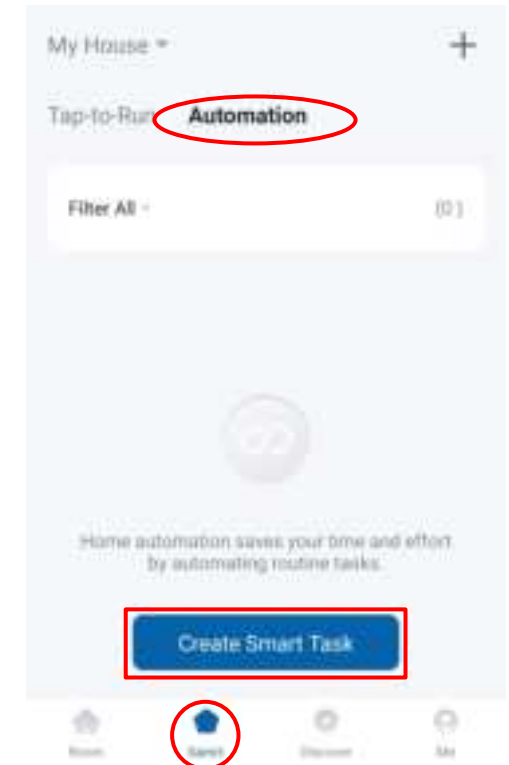 My House
Tap-to-Run Automation
Filter All (0)
Home automation saves your time and effort
by automating routine tasks.
Create Smart Task
Me